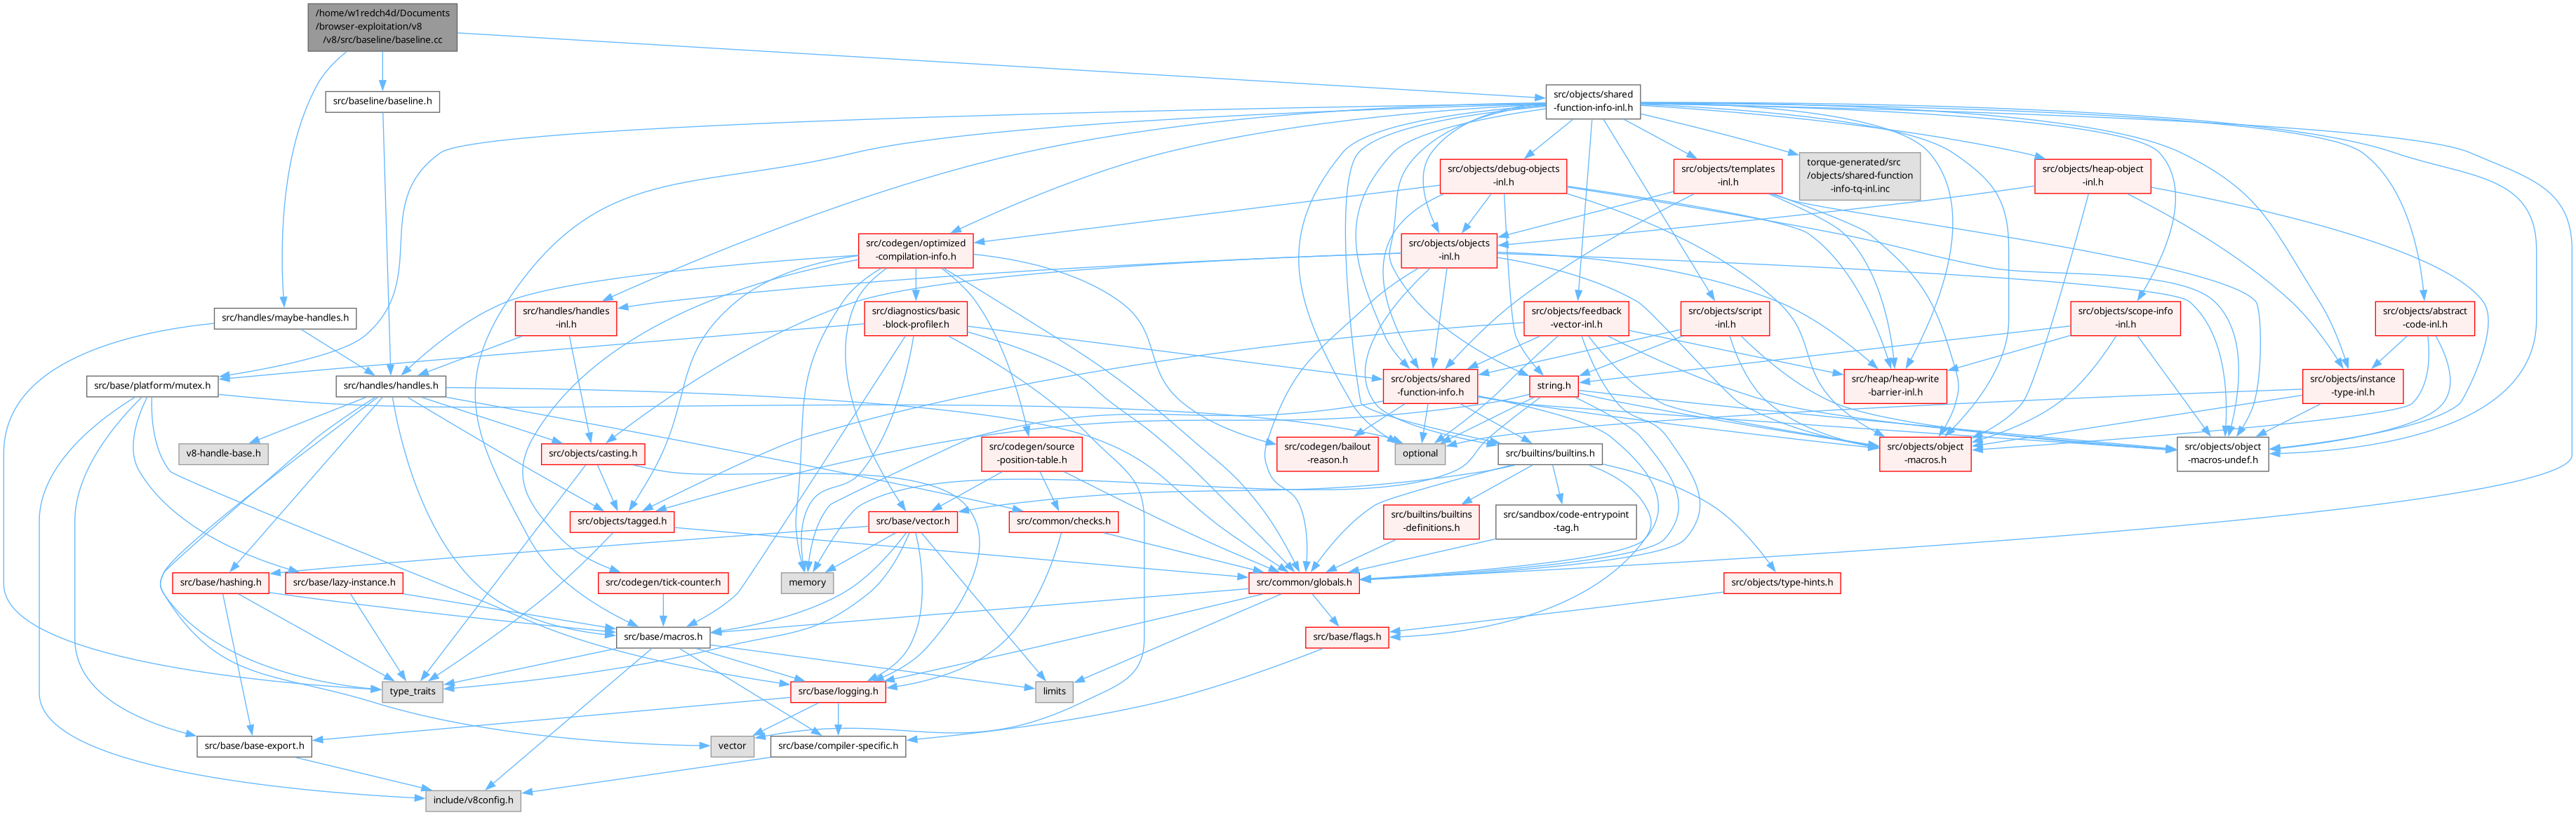 /home/w1redch4d/Documents
/browser-exploitation/v8
/v8/src/baseline/baseline.cc
src/baseline/baseline.h
src/objects/shared
-function-info-inl.h
src/objects/debug-objects
-inl.h
src/objects/templates
-inl.h
torque-generated/src
/objects/shared-function
-info-tq-inl.inc
src/objects/heap-object
-inl.h
src/codegen/optimized
-compilation-info.h
src/objects/objects
-inl.h
src/handles/maybe-handles.h
src/handles/handles
-inl.h
src/diagnostics/basic
-block-profiler.h
src/objects/feedback
-vector-inl.h
src/objects/script
-inl.h
src/objects/scope-info
-inl.h
src/objects/abstract
-code-inl.h
src/base/platform/mutex.h
src/handles/handles.h
src/objects/shared
-function-info.h
string.h
src/heap/heap-write
-barrier-inl.h
src/objects/instance
-type-inl.h
v8-handle-base.h
src/objects/casting.h
src/codegen/source
-position-table.h
src/codegen/bailout
-reason.h
optional
src/builtins/builtins.h
src/objects/object
-macros.h
src/objects/object
-macros-undef.h
src/objects/tagged.h
src/base/vector.h
src/common/checks.h
src/builtins/builtins
-definitions.h
src/sandbox/code-entrypoint
-tag.h
src/base/hashing.h
src/base/lazy-instance.h
src/codegen/tick-counter.h
memory
src/common/globals.h
src/objects/type-hints.h
src/base/macros.h
src/base/flags.h
type_traits
src/base/logging.h
limits
src/base/base-export.h
vector
src/base/compiler-specific.h
include/v8config.h